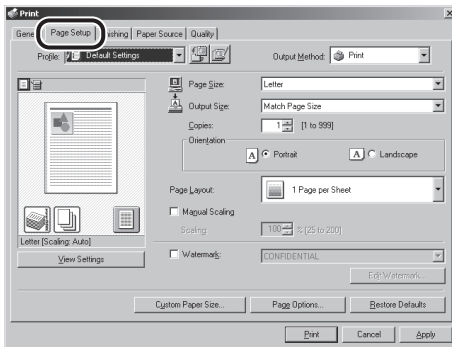 Print
General Page Setup Finishing Paper Source Quality
Profile: Default Settings Output Method: Print
Page Size: Letter
Output Size: Match Page Size
Copies: 1 [1 to 999]
Orientation
A Portrait A Landscape
Page Layout: 1 Page per Sheet
Manual Scaling
Scaling: 100 % [25 to 200]
Letter [Scaling: Auto]
View Settings
Watermark: CONFIDENTIAL
Edit Watermark...
Custom Paper Size... Page Options... Restore Defaults
Print Cancel Apply